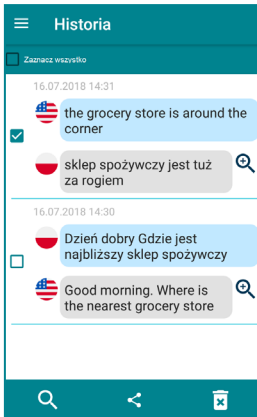 Historia
Zaznacz wszystko
16.07.2018 14:31
the grocery store is around the
corner
sklep spożywczy jest tuż
za rogiem
16.07.2018 14:30
Dzień dobry Gdzie jest
najbliższy sklep spożywczy
Good morning. Where is
the nearest grocery store